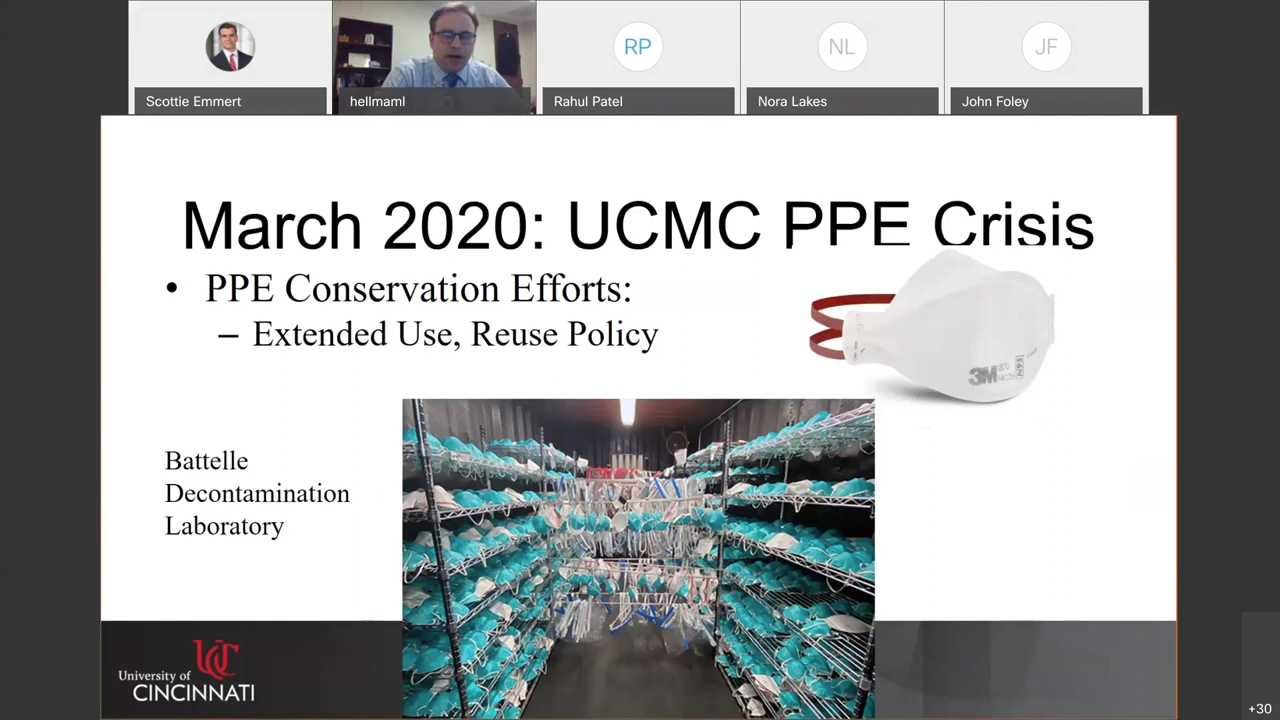 RP
NL
JF
Scottie Emmert
hellmaml
Rahul Patel
Nora Lakes
John Foley
March 2020: UCMC PPE Crisis
• PPE Conservation Efforts:
– Extended Use, Reuse Policy
3M
Battelle
Decontamination
Laboratory
UC
University of
CINCINNATI
+30